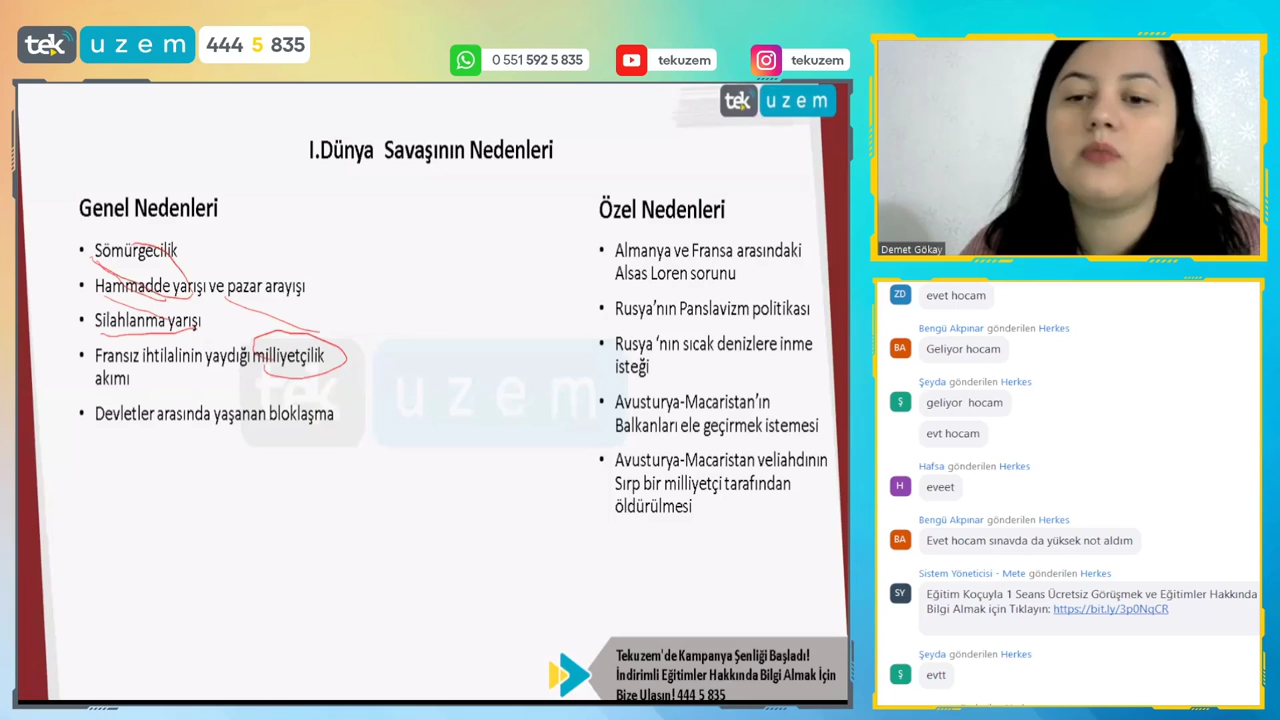 tek uzem 444 5 835
0 551 592 5 835
tekuzem
tekuzem
tek uzem
I.Dünya Savaşının Nedenleri
Genel Nedenleri
• Sömürgecilik
• Hammadde yarışı ve pazar arayışı
• Silahlanma yarışı
• Fransız ihtilalinin yaydığı milliyetçilik
akımı
• Devletler arasında yaşanan bloklaşma
Özel Nedenleri
• Almanya ve Fransa arasındaki
Alsas Loren sorunu
• Rusya’nın Panslavizm politikası
• Rusya ‘nın sıcak denizlere inme
isteği
• Avusturya-Macaristan’ın
Balkanları ele geçirmek istemesi
• Avusturya-Macaristan veliahdının
Sırp bir milliyetçi tarafından
öldürülmesi
tek uzem
Tekuzem'de Kampanya Şenliği Başladı!
İndirimli Eğitimler Hakkında Bilgi Almak İçin
Bize Ulaşın! 444 5 835
Demet Gökay
ZD evet hocam
Bengü Akpınar gönderilen Herkes
BA Geliyor hocam
Şeyda gönderilen Herkes
Ş geliyor hocam
evt hocam
Hafsa gönderilen Herkes
H eveet
Bengü Akpınar gönderilen Herkes
BA Evet hocam sınavda da yüksek not aldım
Sistem Yöneticisi - Mete gönderilen Herkes
SY Eğitim Koçuyla 1 Seans Ücretsiz Görüşmek ve Eğitimler Hakkında
Bilgi Almak için Tıklayın: https://bit.ly/3p0NqCR
Şeyda gönderilen Herkes
Ş evtt